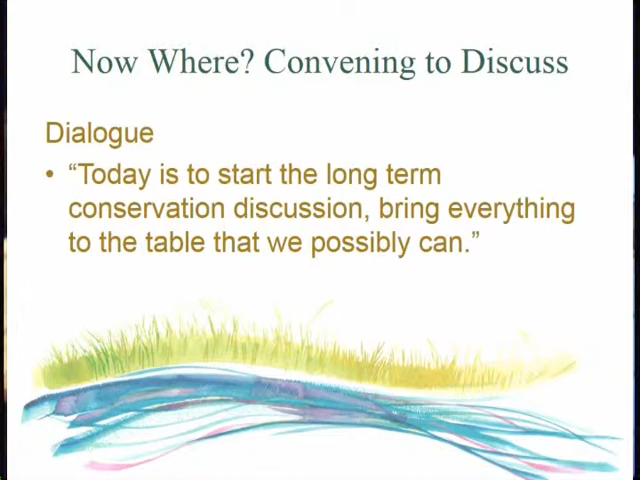 Now Where? Convening to Discuss
Dialogue
• “Today is to start the long term
conservation discussion, bring everything
to the table that we possibly can.”